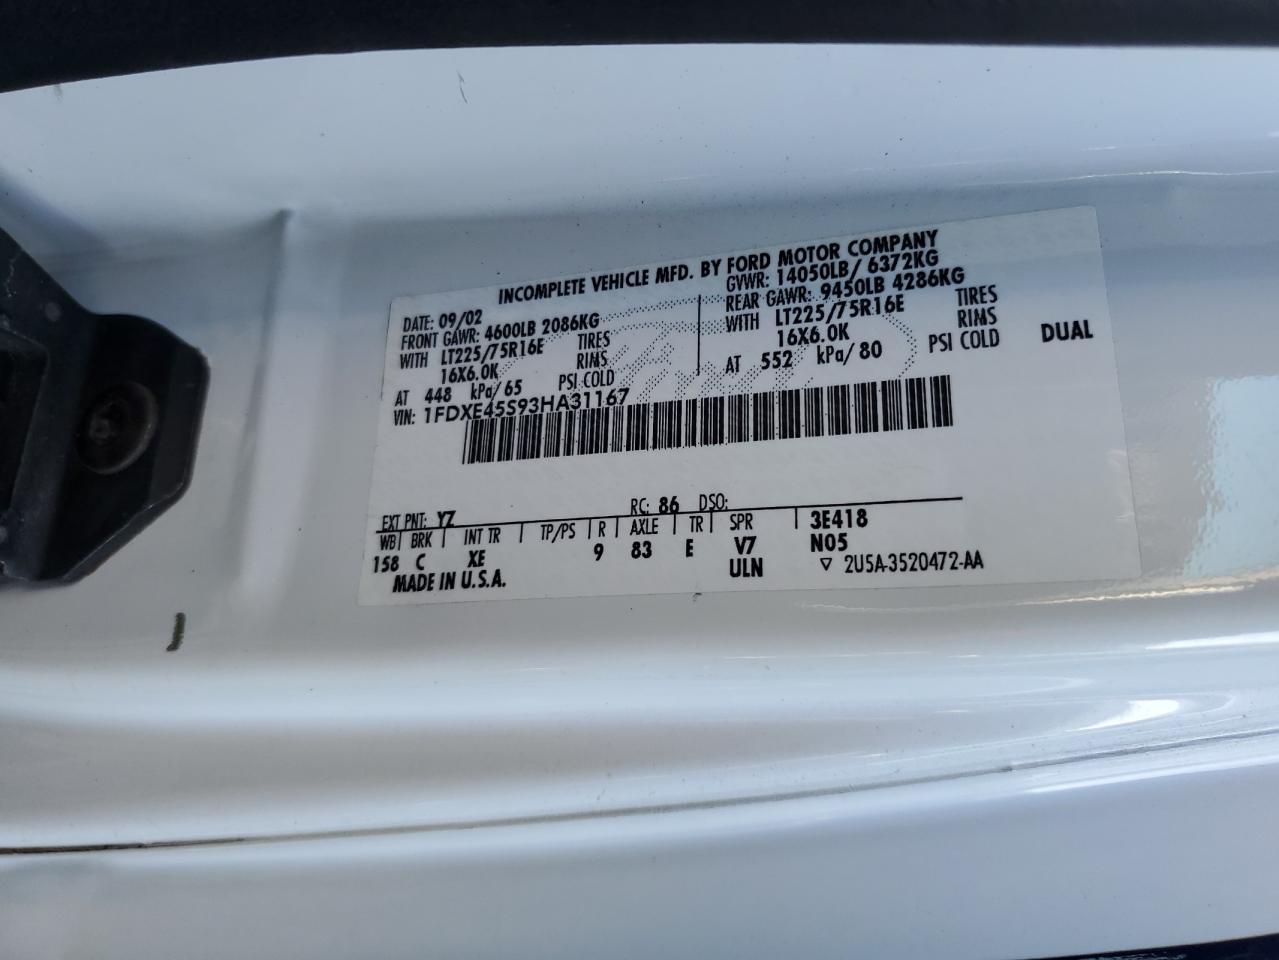 INCOMPLETE VEHICLE MFD. BY FORD MOTOR COMPANY
DATE: 09/02 GVWR: 14050LB/ 6372KG
FRONT GAWR: 4600LB 2086KG REAR GAWR: 9450LB 4286KG
WITH LT225/75R16E TIRES WITH LT225/75R16E TIRES
16X6.0K RIMS 16X6.0K RIMS
AT 448 kPa/65 PSI COLD AT 552 kPa/80 PSI COLD DUAL
VIN: 1FDXE45S93HA31167
EXT PNT: YZ RC: 86 DSO:
WB BRK INT TR TP/PS R AXLE TR SPR 3E418
158 C XE 9 83 E V7 N05
MADE IN U.S.A. ULN ▽ 2U5A-3520472-AA